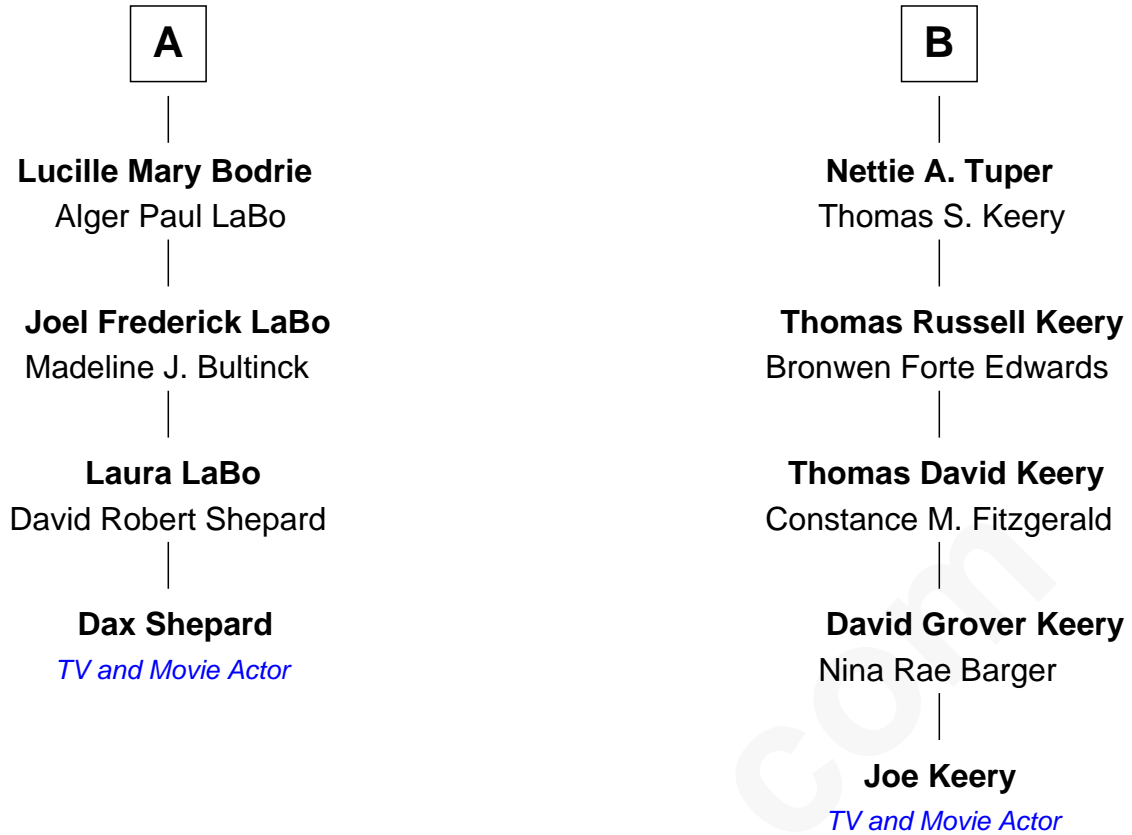 A
Lucille Mary Bodrie
Alger Paul LaBo
Joel Frederick LaBo
Madeline J. Bultinck
Laura LaBo
David Robert Shepard
Dax Shepard
TV and Movie Actor
B
Nettie A. Tuper
Thomas S. Keery
Thomas Russell Keery
Bronwen Forte Edwards
Thomas David Keery
Constance M. Fitzgerald
David Grover Keery
Nina Rae Barger
Joe Keery
TV and Movie Actor
com